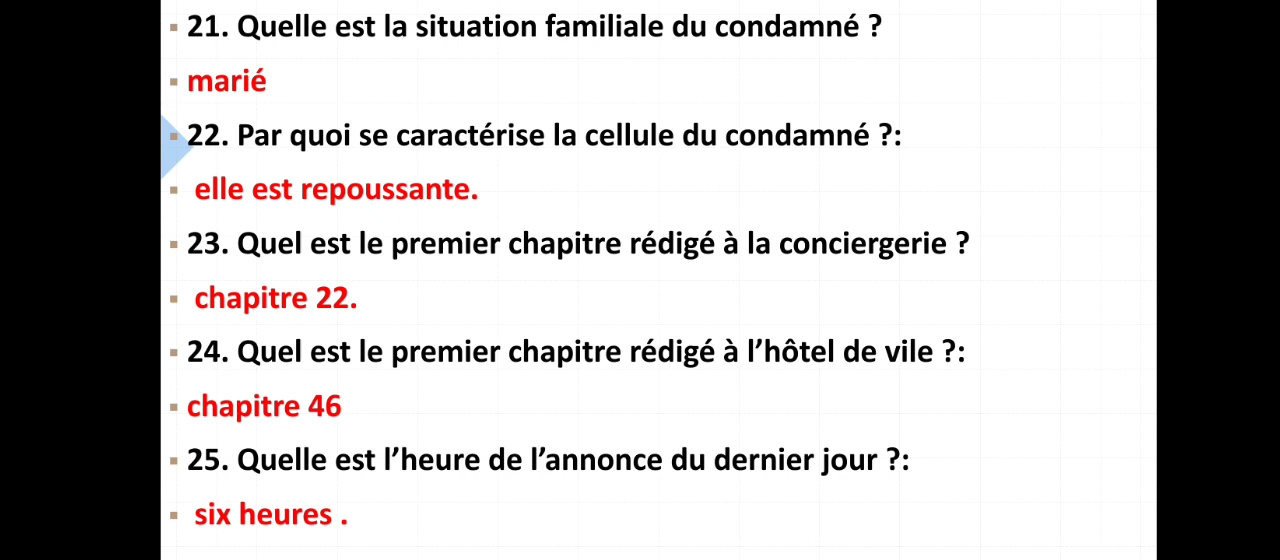 21. Quelle est la situation familiale du condamné ?
marié
22. Par quoi se caractérise la cellule du condamné ?:
elle est repoussante.
23. Quel est le premier chapitre rédigé à la conciergerie ?
chapitre 22.
24. Quel est le premier chapitre rédigé à l’hôtel de vile ?:
chapitre 46
25. Quelle est l’heure de l’annonce du dernier jour ?:
six heures .